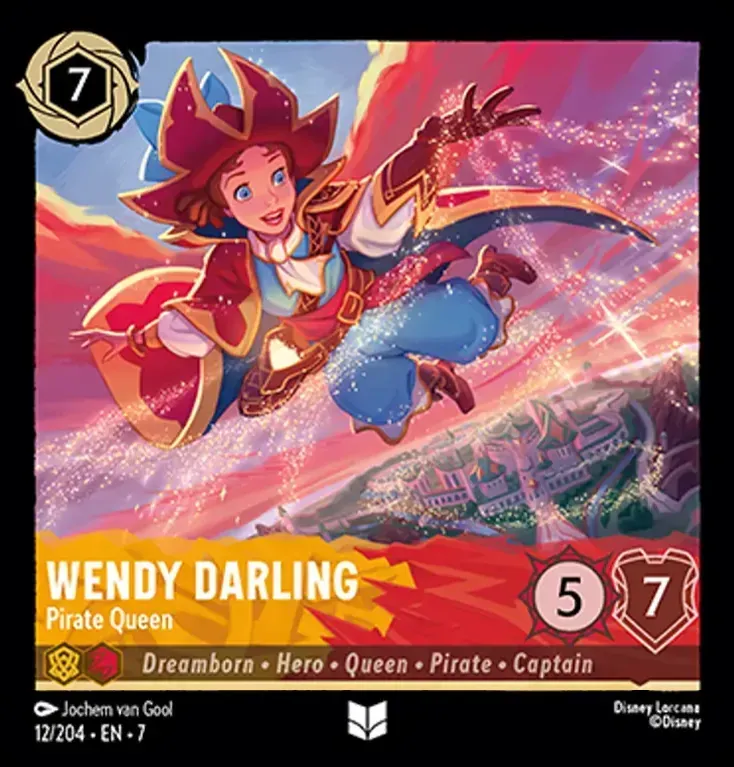 7
WENDY DARLING
Pirate Queen
5
7
Dreamborn • Hero • Queen • Pirate • Captain
Jochem van Gool
Disney Lorcana
12/204 • EN • 7
©Disney